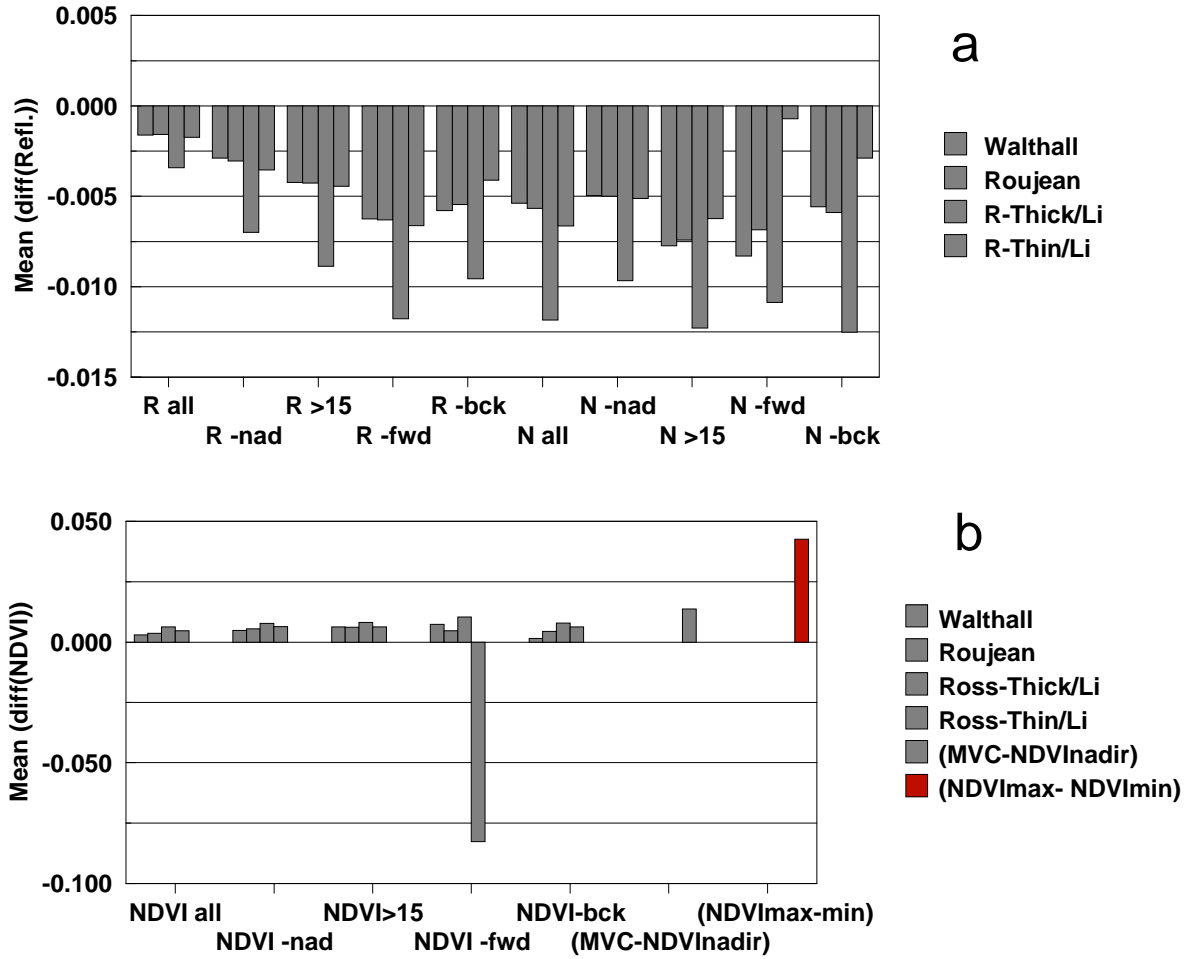 a
0.005
0.000
-0.005
-0.010
-0.015
Mean (diff(Refl.))
R all
R -nad
R >15
R -fwd
R -bck
N all
N -nad
N >15
N -fwd
N -bck
Walthall
Roujean
R-Thick/Li
R-Thin/Li
b
0.050
0.000
-0.050
-0.100
Mean (diff(NDVI))
NDVI all
NDVI -nad
NDVI>15
NDVI -fwd
NDVI-bck
(MVC-NDVInadir)
(NDVImax-min)
Walthall
Roujean
Ross-Thick/Li
Ross-Thin/Li
(MVC-NDVInadir)
(NDVImax- NDVImin)